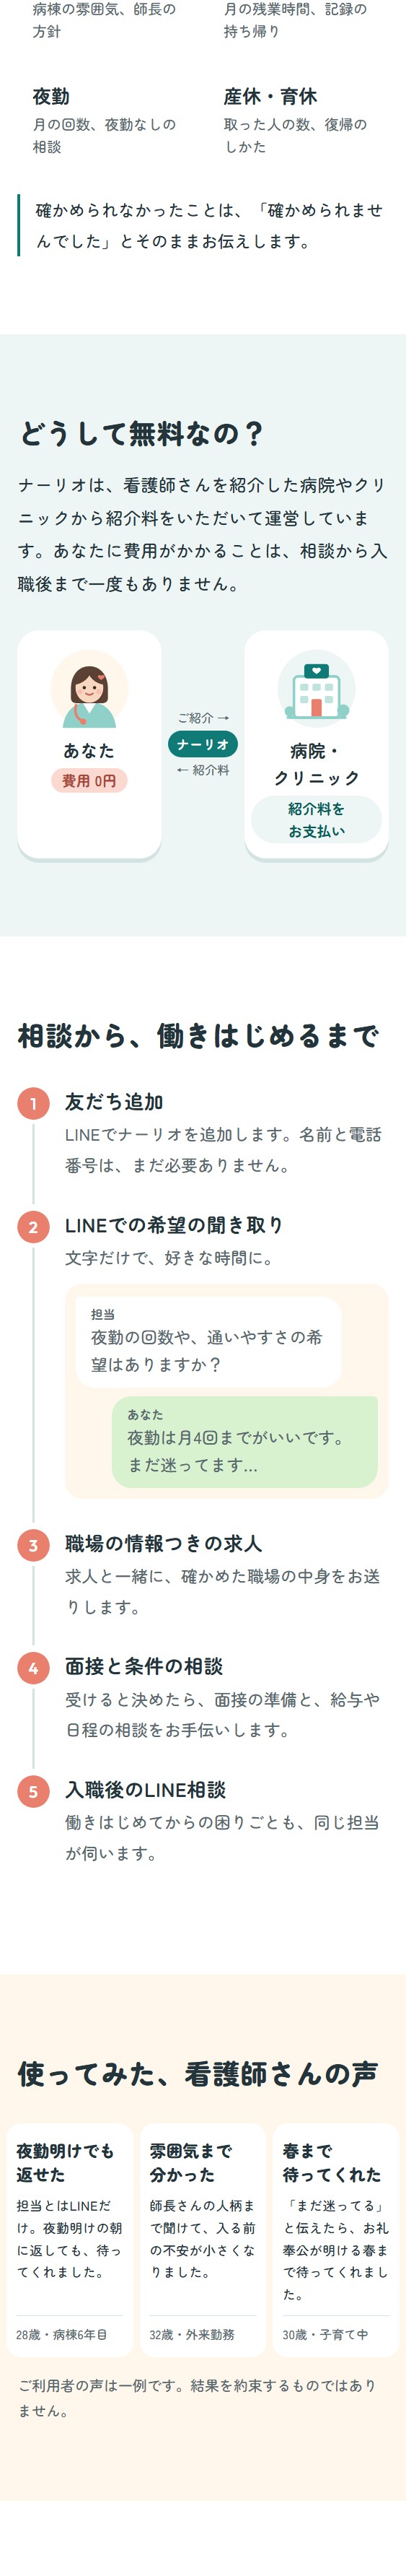 病棟の雰囲気、師長の
方針
月の残業時間、記録の
持ち帰り
夜勤
月の回数、夜勤なしの
相談
産休・育休
取った人の数、復帰の
しかた
確かめられなかったことは、「確かめられませ
んでした」とそのままお伝えします。
どうして無料なの？
ナーリオは、看護師さんを紹介した病院やクリ
ニックから紹介料をいただいて運営していま
す。あなたに費用がかかることは、相談から入
職後まで一度もありません。
あなた
費用 0円
ご紹介 →
ナーリオ
← 紹介料
病院・
クリニック
紹介料を
お支払い
相談から、働きはじめるまで
1
友だち追加
LINEでナーリオを追加します。名前と電話
番号は、まだ必要ありません。
2
LINEでの希望の聞き取り
文字だけで、好きな時間に。
担当
夜勤の回数や、通いやすさの希
望はありますか？
あなた
夜勤は月4回までがいいです。
まだ迷ってます…
3
職場の情報つきの求人
求人と一緒に、確かめた職場の中身をお送
りします。
4
面接と条件の相談
受けると決めたら、面接の準備と、給与や
日程の相談をお手伝いします。
5
入職後のLINE相談
働きはじめてからの困りごとも、同じ担当
が伺います。
使ってみた、看護師さんの声
夜勤明けでも
返せた
担当とはLINEだ
け。夜勤明けの朝
に返しても、待っ
てくれました。
28歳・病棟6年目
雰囲気まで
分かった
師長さんの人柄ま
で聞けて、入る前
の不安が小さくな
りました。
32歳・外来勤務
春まで
待ってくれた
「まだ迷ってる」
と伝えたら、お礼
奉公が明ける春ま
で待ってくれまし
た。
30歳・子育て中
ご利用者の声は一例です。結果を約束するものではあり
ません。